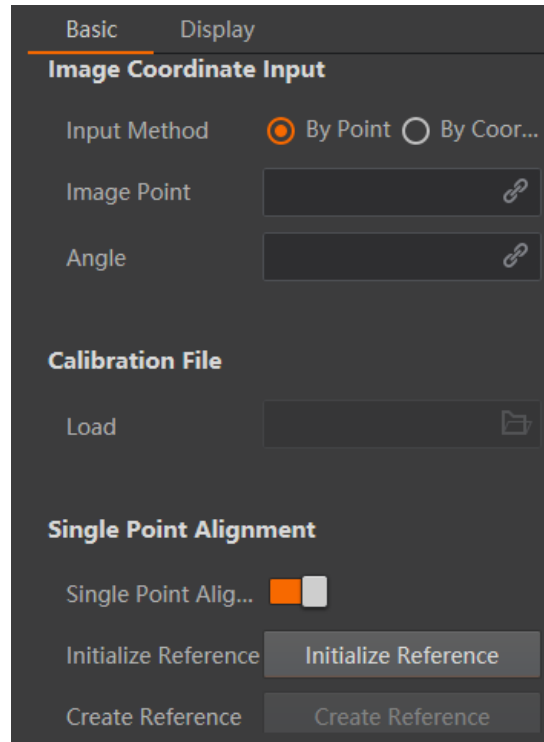 Basic Display
Image Coordinate Input
Input Method By Point By Coor...
Image Point
Angle
Calibration File
Load
Single Point Alignment
Single Point Alig...
Initialize Reference Initialize Reference
Create Reference Create Reference